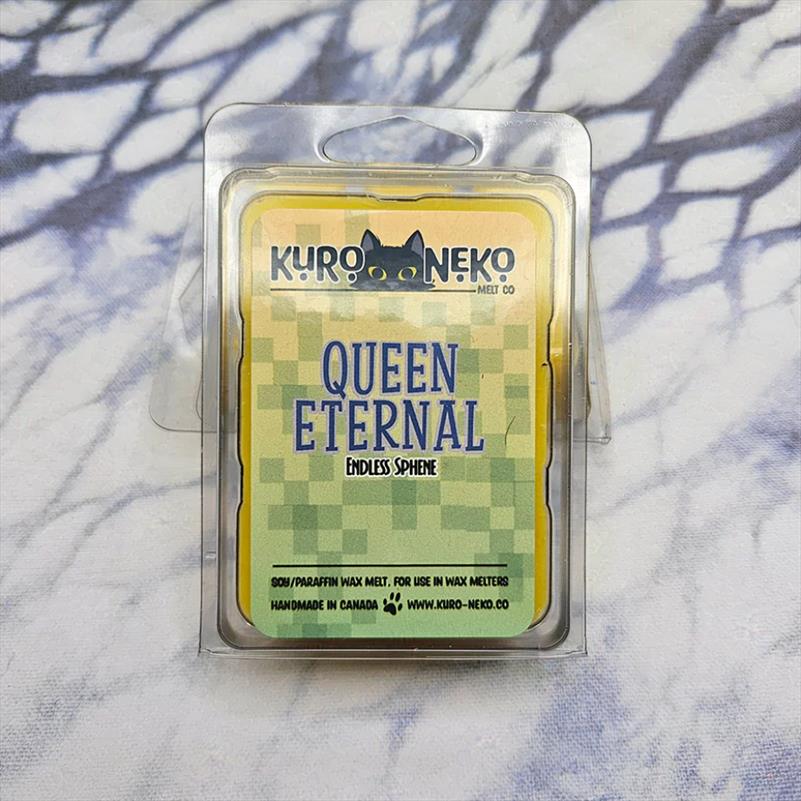 KURO NEKO
MELT CO
QUEEN
ETERNAL
ENDLESS SPHENE
SOY/PARAFFIN WAX MELT, FOR USE IN WAX MELTERS
HANDMADE IN CANADA WWW.KURO-NEKO.CO